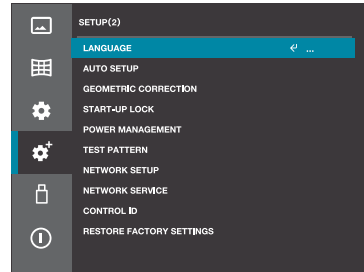 SETUP(2)
LANGUAGE ...
AUTO SETUP
GEOMETRIC CORRECTION
START-UP LOCK
POWER MANAGEMENT
TEST PATTERN
NETWORK SETUP
NETWORK SERVICE
CONTROL ID
RESTORE FACTORY SETTINGS